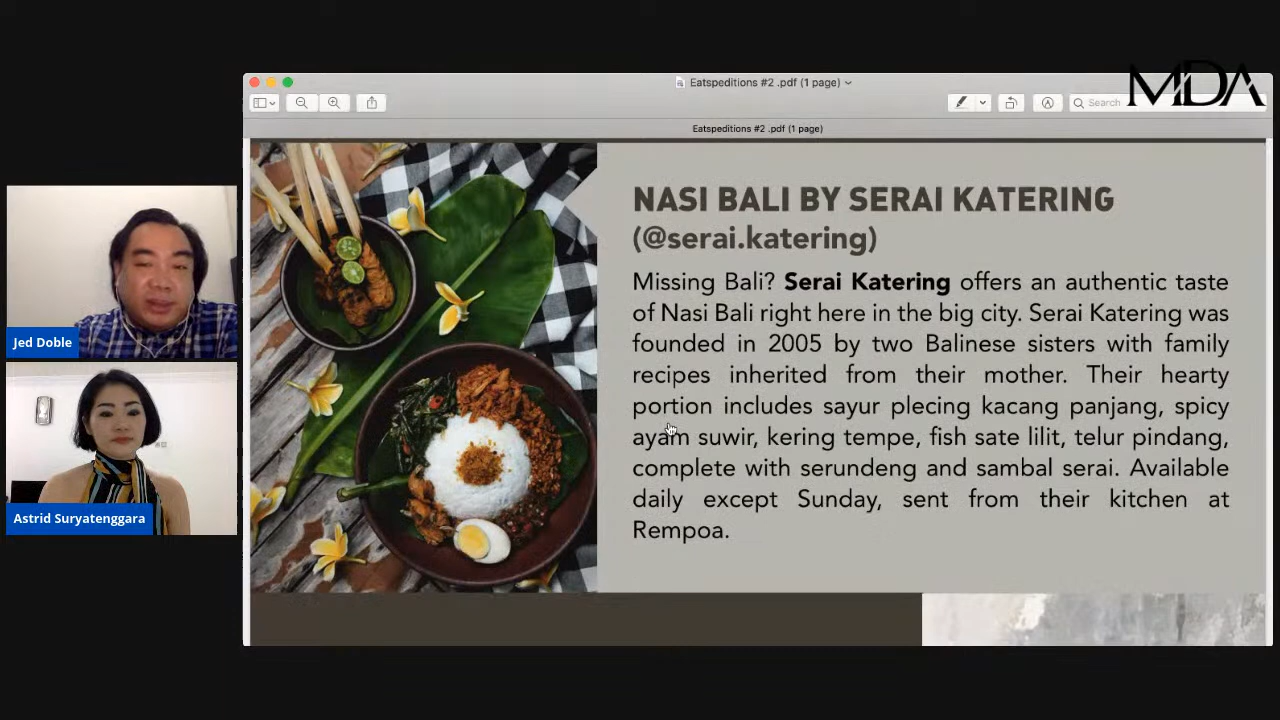 MDA
Eatspeditions #2 .pdf (1 page)
Search
Eatspeditions #2 .pdf (1 page)
NASI BALI BY SERAI KATERING
(@serai.katering)
Missing Bali? Serai Katering offers an authentic taste
of Nasi Bali right here in the big city. Serai Katering was
founded in 2005 by two Balinese sisters with family
recipes inherited from their mother. Their hearty
portion includes sayur plecing kacang panjang, spicy
ayam suwir, kering tempe, fish sate lilit, telur pindang,
complete with serundeng and sambal serai. Available
daily except Sunday, sent from their kitchen at
Rempoa.
Jed Doble
Astrid Suryatenggara